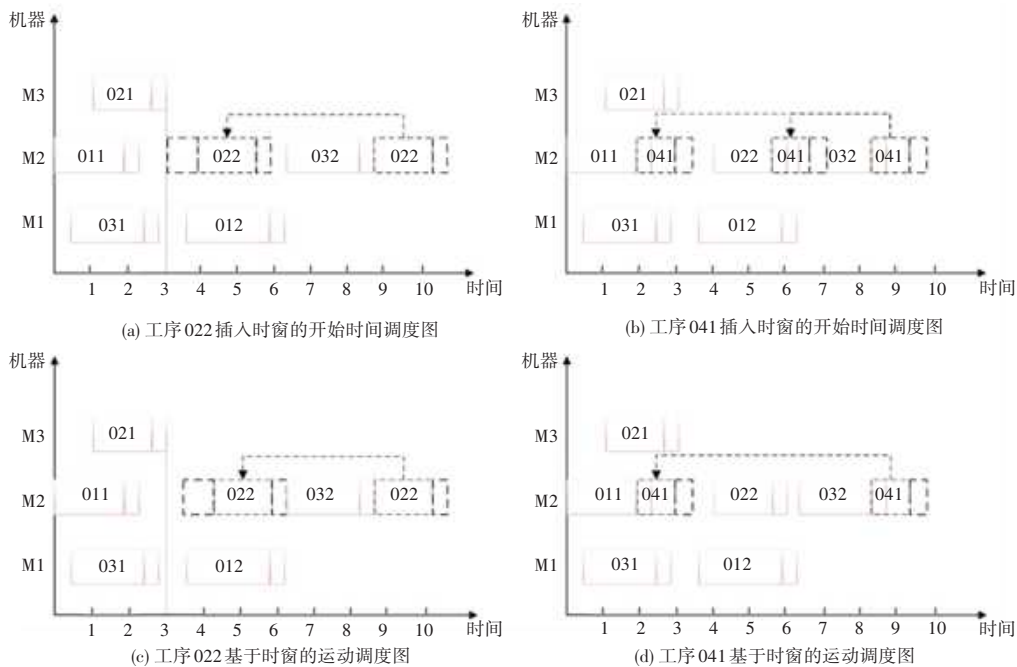 机器
M3
021
M2
011
022
032
022
M1
031
012
1 2 3 4 5 6 7 8 9 10 时间
(a) 工序022插入时窗的开始时间调度图
机器
M3
021
M2
011
041
022
041
032
041
M1
031
012
1 2 3 4 5 6 7 8 9 10 时间
(b) 工序041插入时窗的开始时间调度图
机器
M3
021
M2
011
022
032
022
M1
031
012
1 2 3 4 5 6 7 8 9 10 时间
(c) 工序022基于时窗的运动调度图
机器
M3
021
M2
011
041
022
032
041
M1
031
012
1 2 3 4 5 6 7 8 9 10 时间
(d) 工序041基于时窗的运动调度图